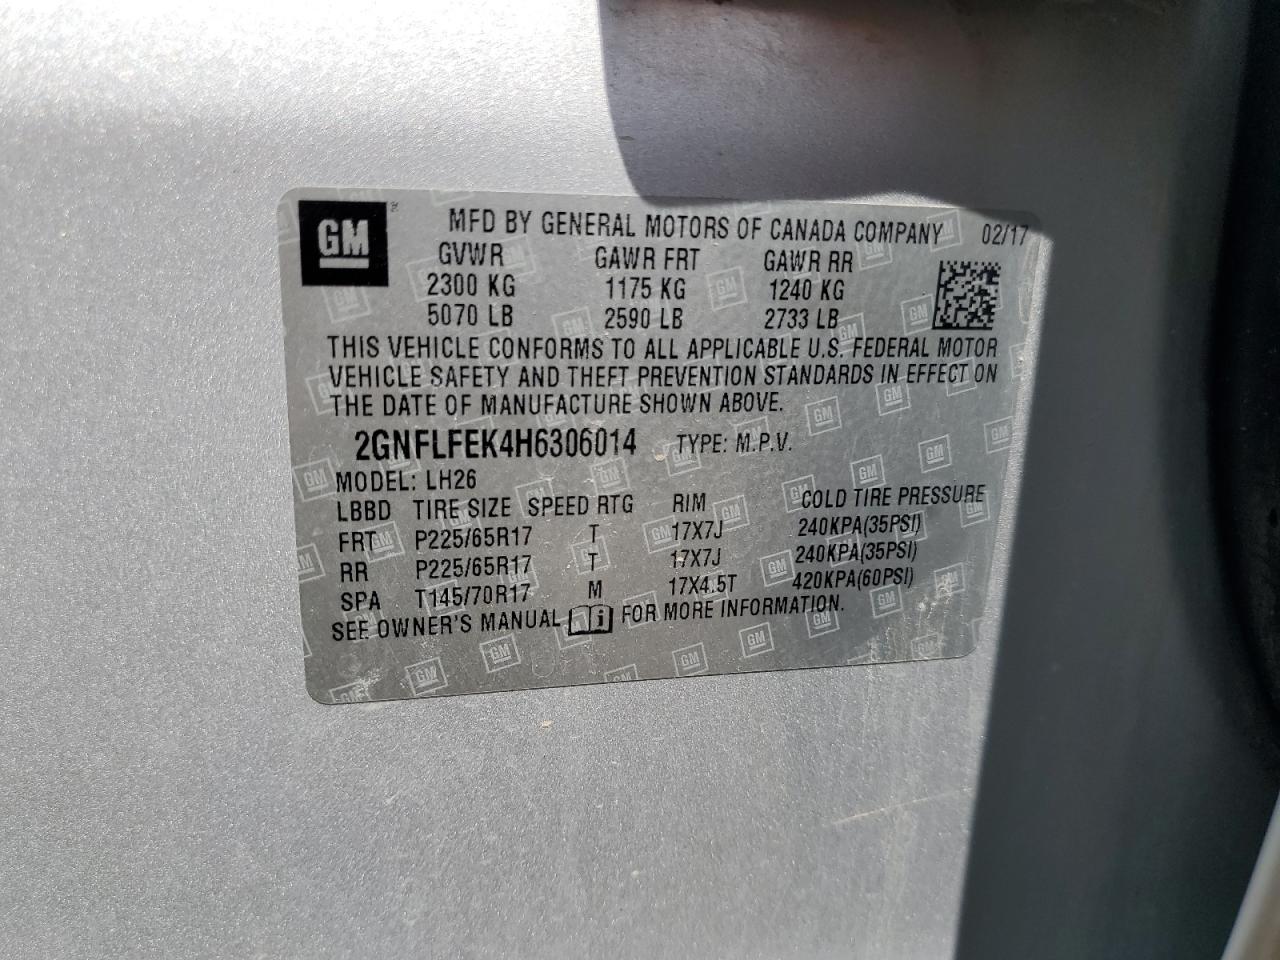 GM MFD BY GENERAL MOTORS OF CANADA COMPANY 02/17
GVWR GAWR FRT GAWR RR
2300 KG 1175 KG 1240 KG
5070 LB 2590 LB 2733 LB
THIS VEHICLE CONFORMS TO ALL APPLICABLE U.S. FEDERAL MOTOR
VEHICLE SAFETY AND THEFT PREVENTION STANDARDS IN EFFECT ON
THE DATE OF MANUFACTURE SHOWN ABOVE.
2GNFLFEK4H6306014 TYPE: M.P.V.
MODEL: LH26
LBBD TIRE SIZE SPEED RTG RIM COLD TIRE PRESSURE
FRT P225/65R17 T 17X7J 240KPA(35PSI)
RR P225/65R17 T 17X7J 240KPA(35PSI)
SPA T145/70R17 M 17X4.5T 420KPA(60PSI)
SEE OWNER'S MANUAL i FOR MORE INFORMATION.